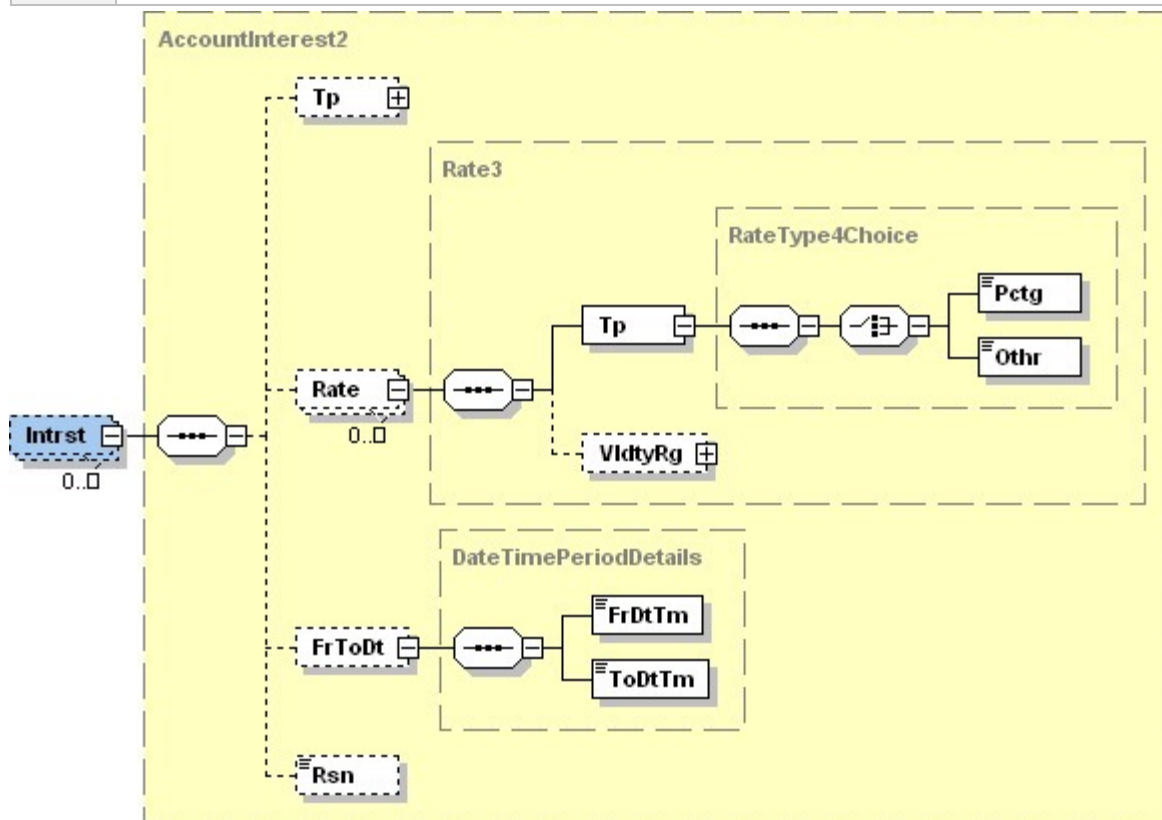 AccountInterest2
Tp
Rate3
RateType4Choice
Pctg
Tp
Othr
Rate
0..□
Intrst
0..□
VldtyRg
DateTimePeriodDetails
FrDtTm
FrToDt
ToDtTm
Rsn